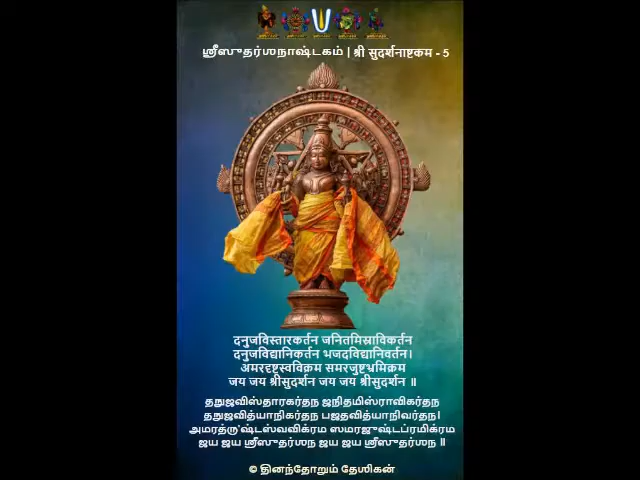 ஸ்ரீஸுதர்ஶநாஷ்டகம் | श्री सुदर्शनाष्टकम - 5
दनुजविस्तारकर्तन जनितमिस्राविकर्तन
दनुजविद्यानिकर्तन भजदविद्यानिवर्तन।
अमरदृष्टस्वविक्रम समरजुष्टभ्रमिक्रम
जय जय श्रीसुदर्शन जय जय श्रीसुदर्शन ॥
தநுஜவிஸ்தாரகர்தந ஜநிதமிஸ்ராவிகர்தந
தநுஜவித்யாநிகர்தந பஜதவித்யாநிவர்தந।
அமரத்ருʼஷ்டஸ்வவிக்ரம ஸமரஜுஷ்டப்ரமிக்ரம
ஜய ஜய ஸ்ரீஸுதர்ஶந ஜய ஜய ஸ்ரீஸுதர்ஶந ॥
© தினந்தோறும் தேஶிகன்